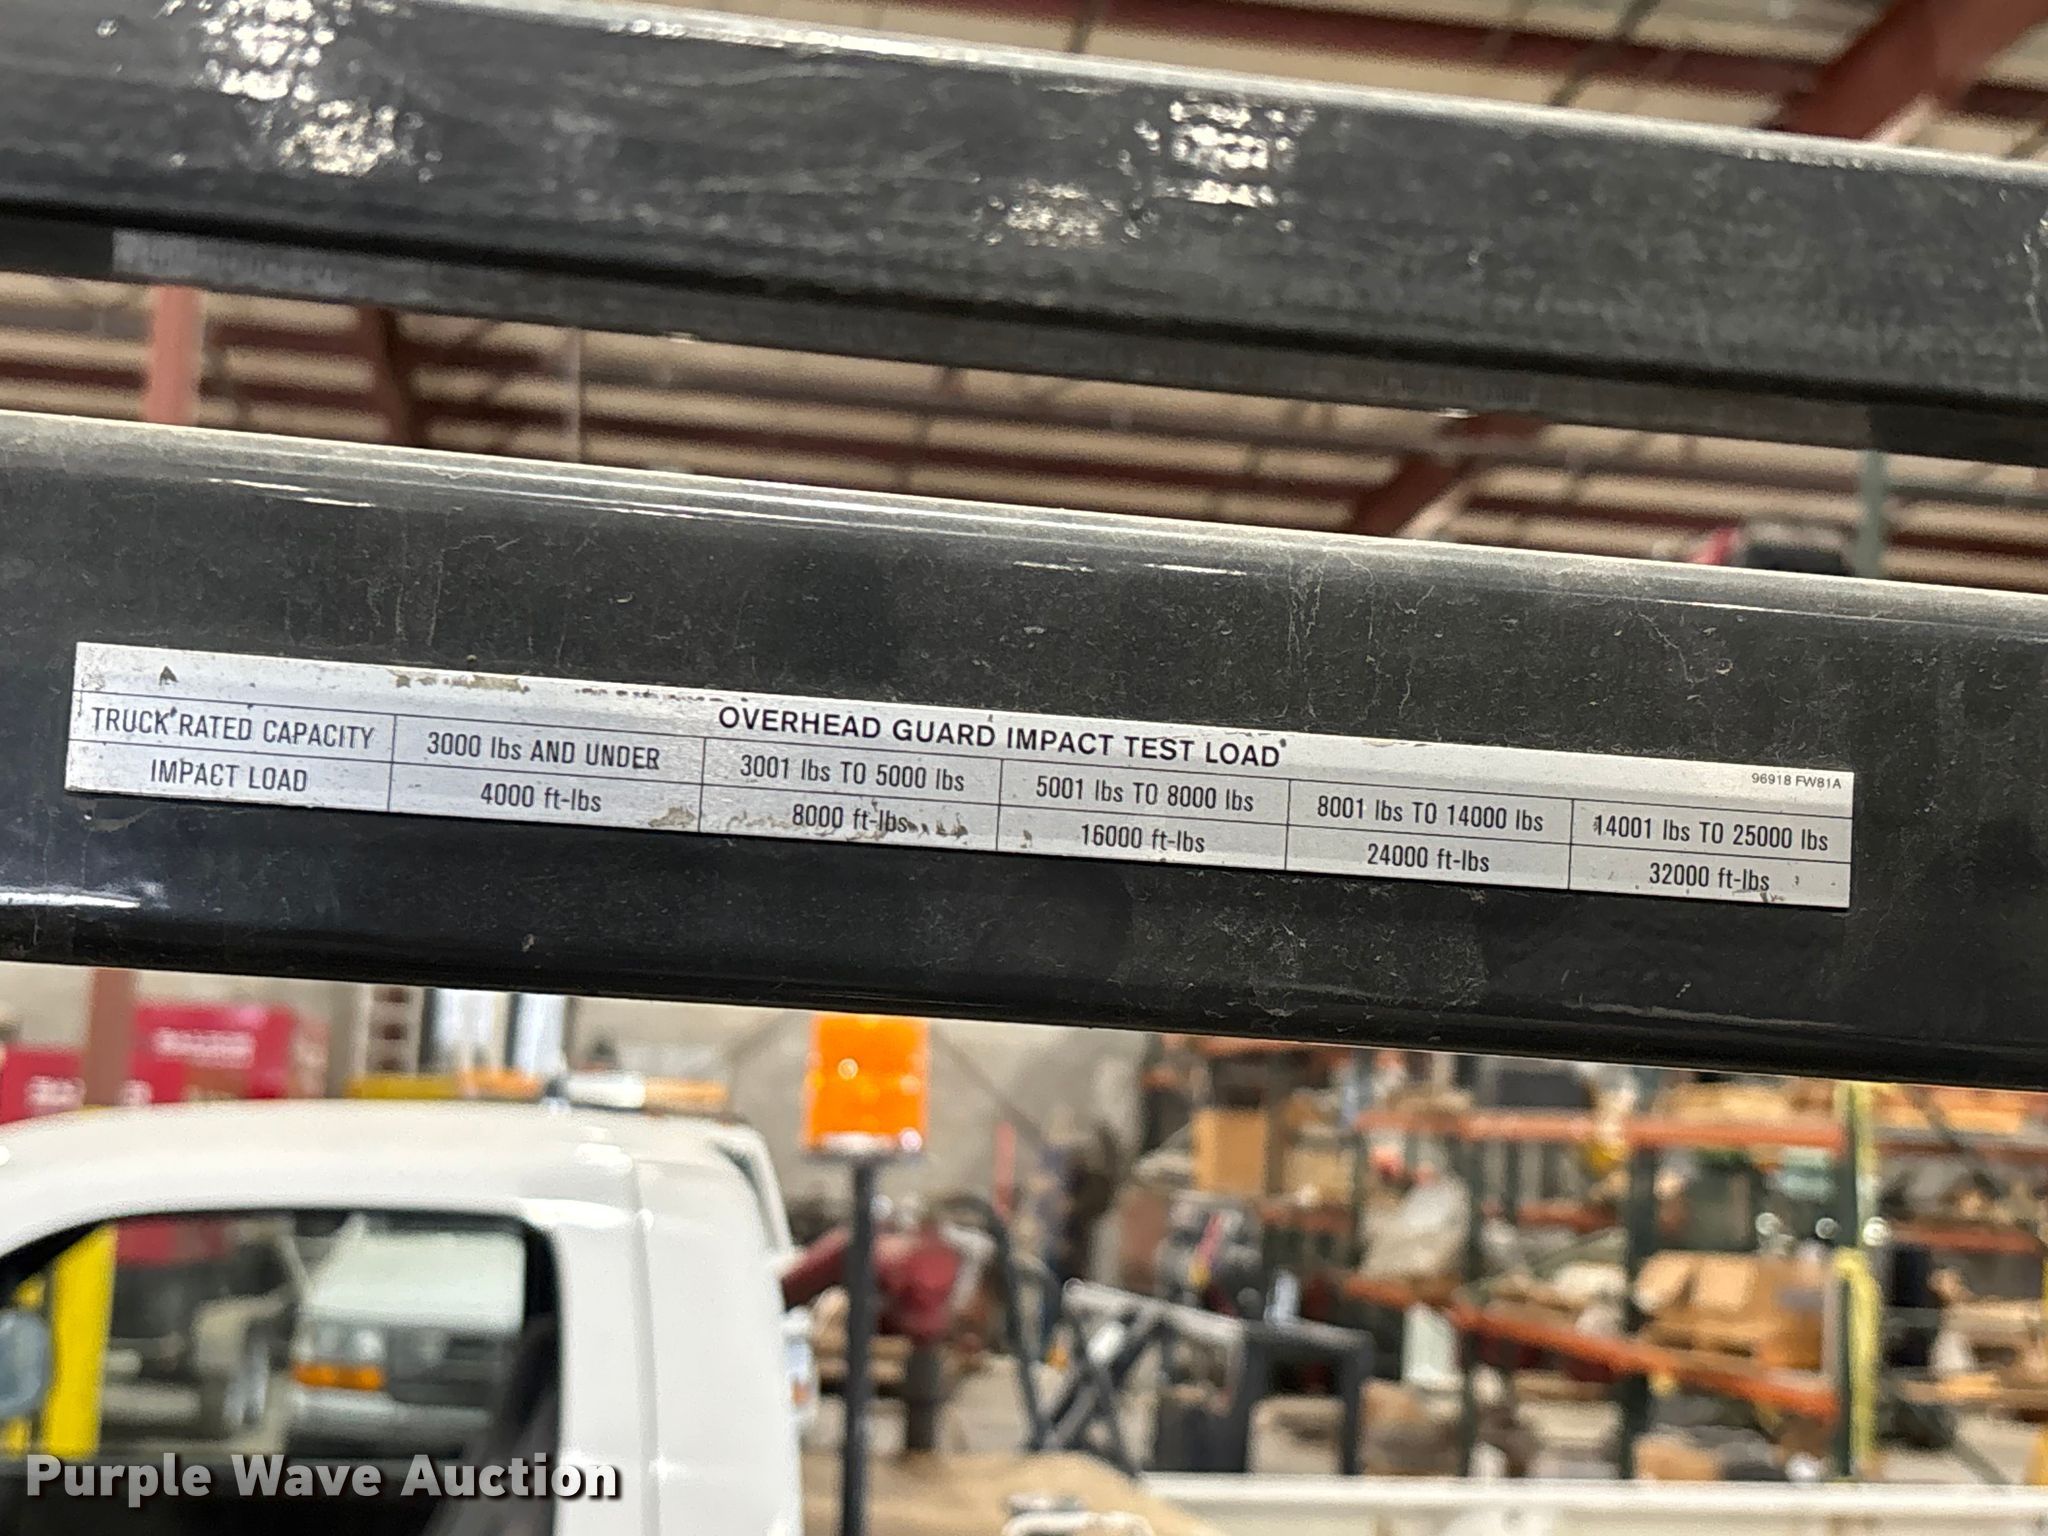 OVERHEAD GUARD IMPACT TEST LOAD
96918 FW81A
TRUCK RATED CAPACITY 3000 lbs AND UNDER 3001 lbs TO 5000 lbs 5001 lbs TO 8000 lbs 8001 lbs TO 14000 lbs 14001 lbs TO 25000 lbs
IMPACT LOAD 4000 ft-lbs 8000 ft-lbs 16000 ft-lbs 24000 ft-lbs 32000 ft-lbs
Purple Wave Auction